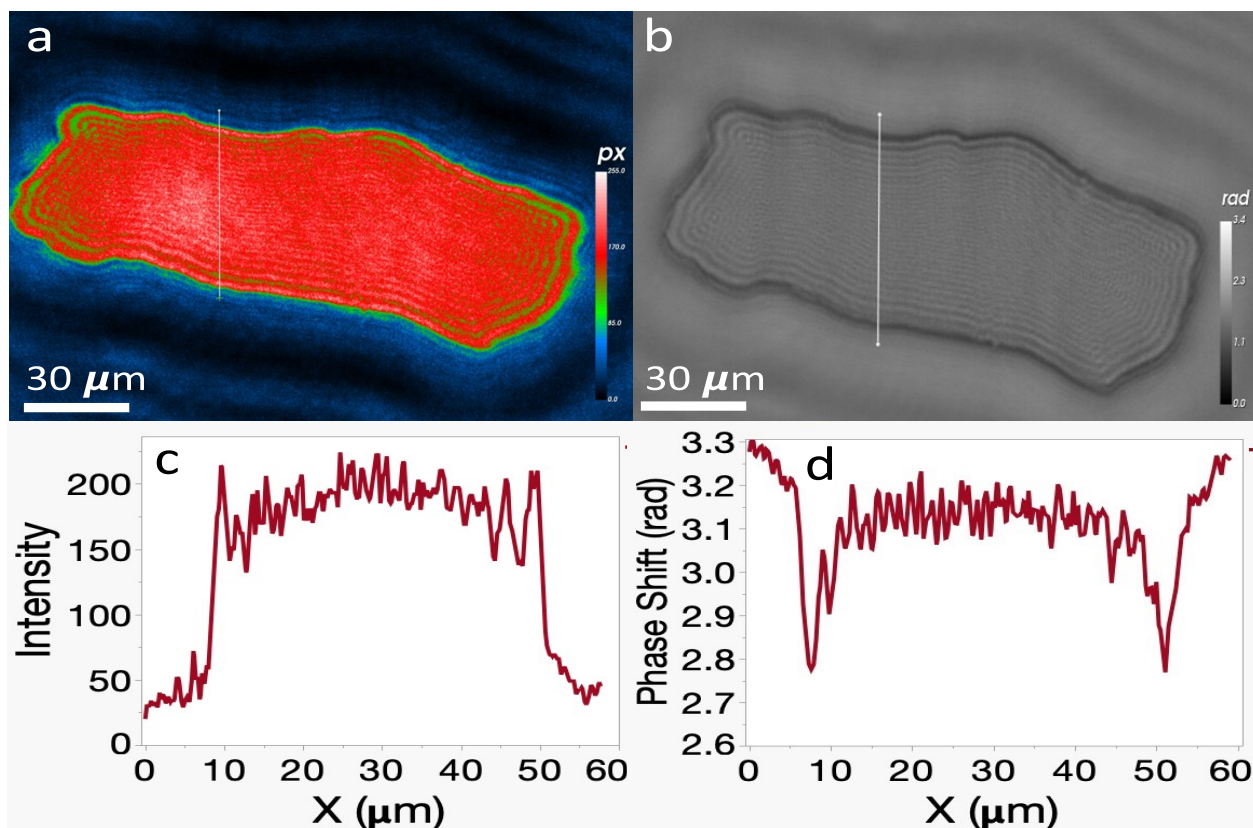 a
px
255.0
170.0
85.0
0.0
30 μm
b
rad
3.4
2.3
1.1
0.0
30 μm
c
Intensity
200
150
100
50
0
0 10 20 30 40 50 60
X (μm)
d
Phase Shift (rad)
3.3
3.2
3.1
3.0
2.9
2.8
2.7
2.6
0 10 20 30 40 50 60
X (μm)